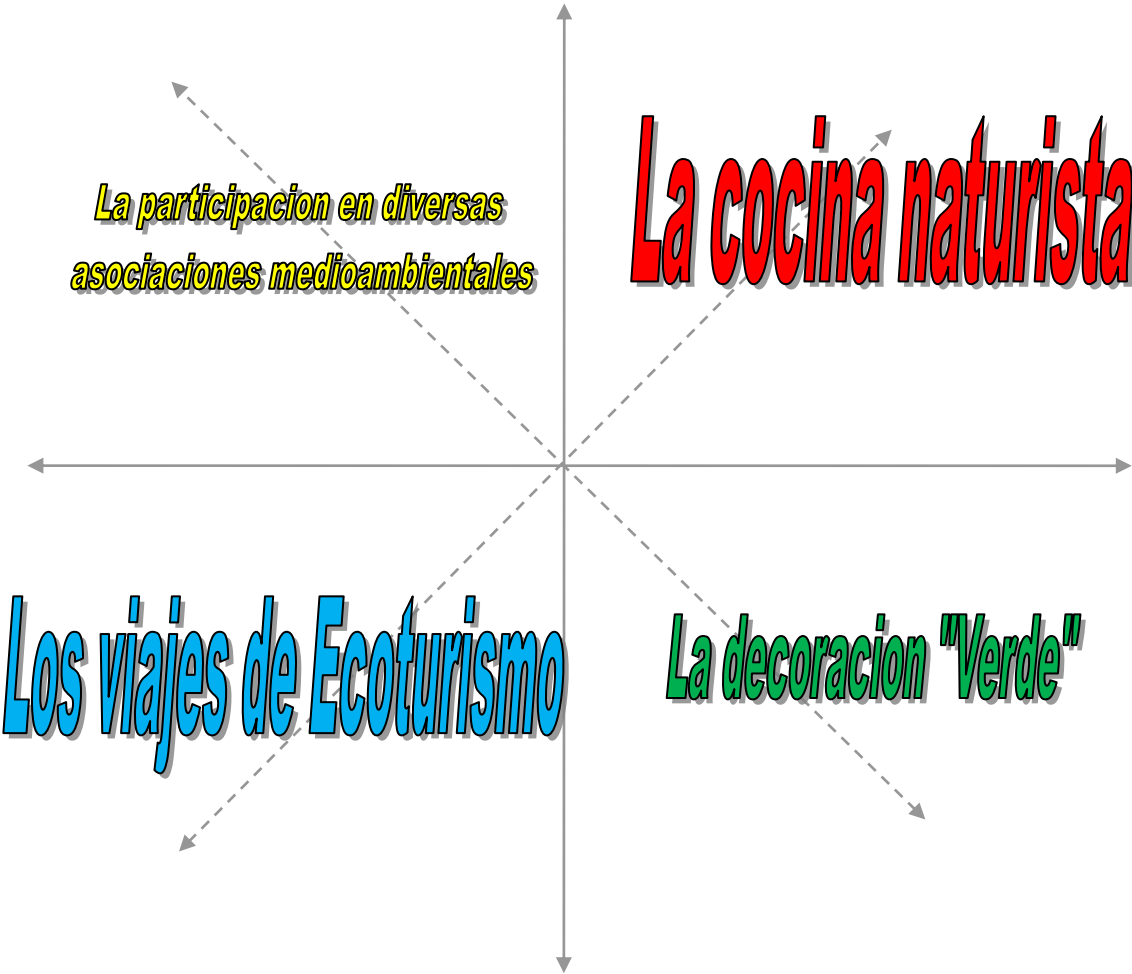 La participacion en diversas
asociaciones medioambientales
La cocina naturista
Los viajes de Ecoturismo
La decoracion "Verde"